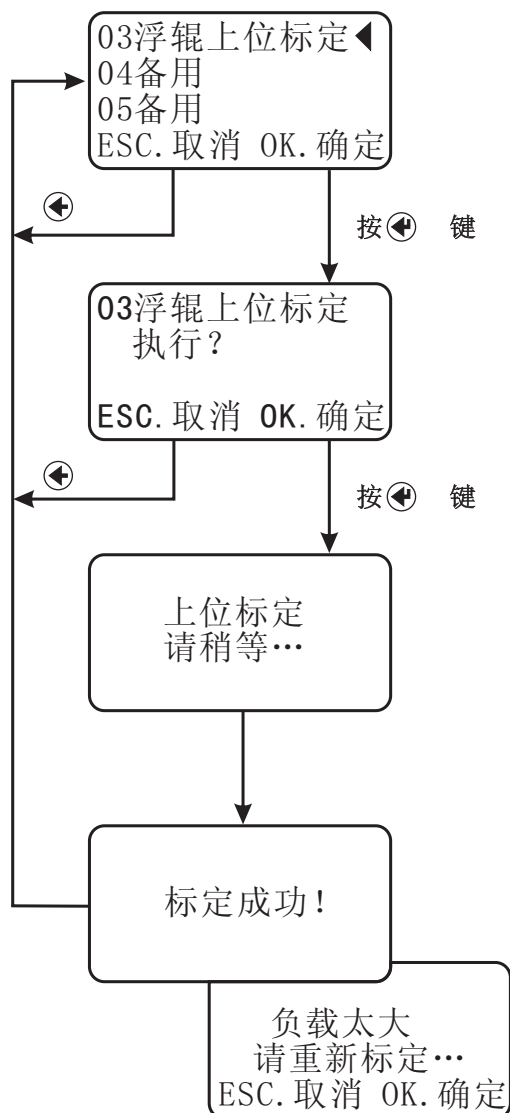 03浮辊上位标定◀
04备用
05备用
ESC.取消 OK.确定
按 键
03浮辊上位标定
执行?
ESC.取消 OK.确定
按 键
上位标定
请稍等…
标定成功!
负载太大
请重新标定…
ESC.取消 OK.确定